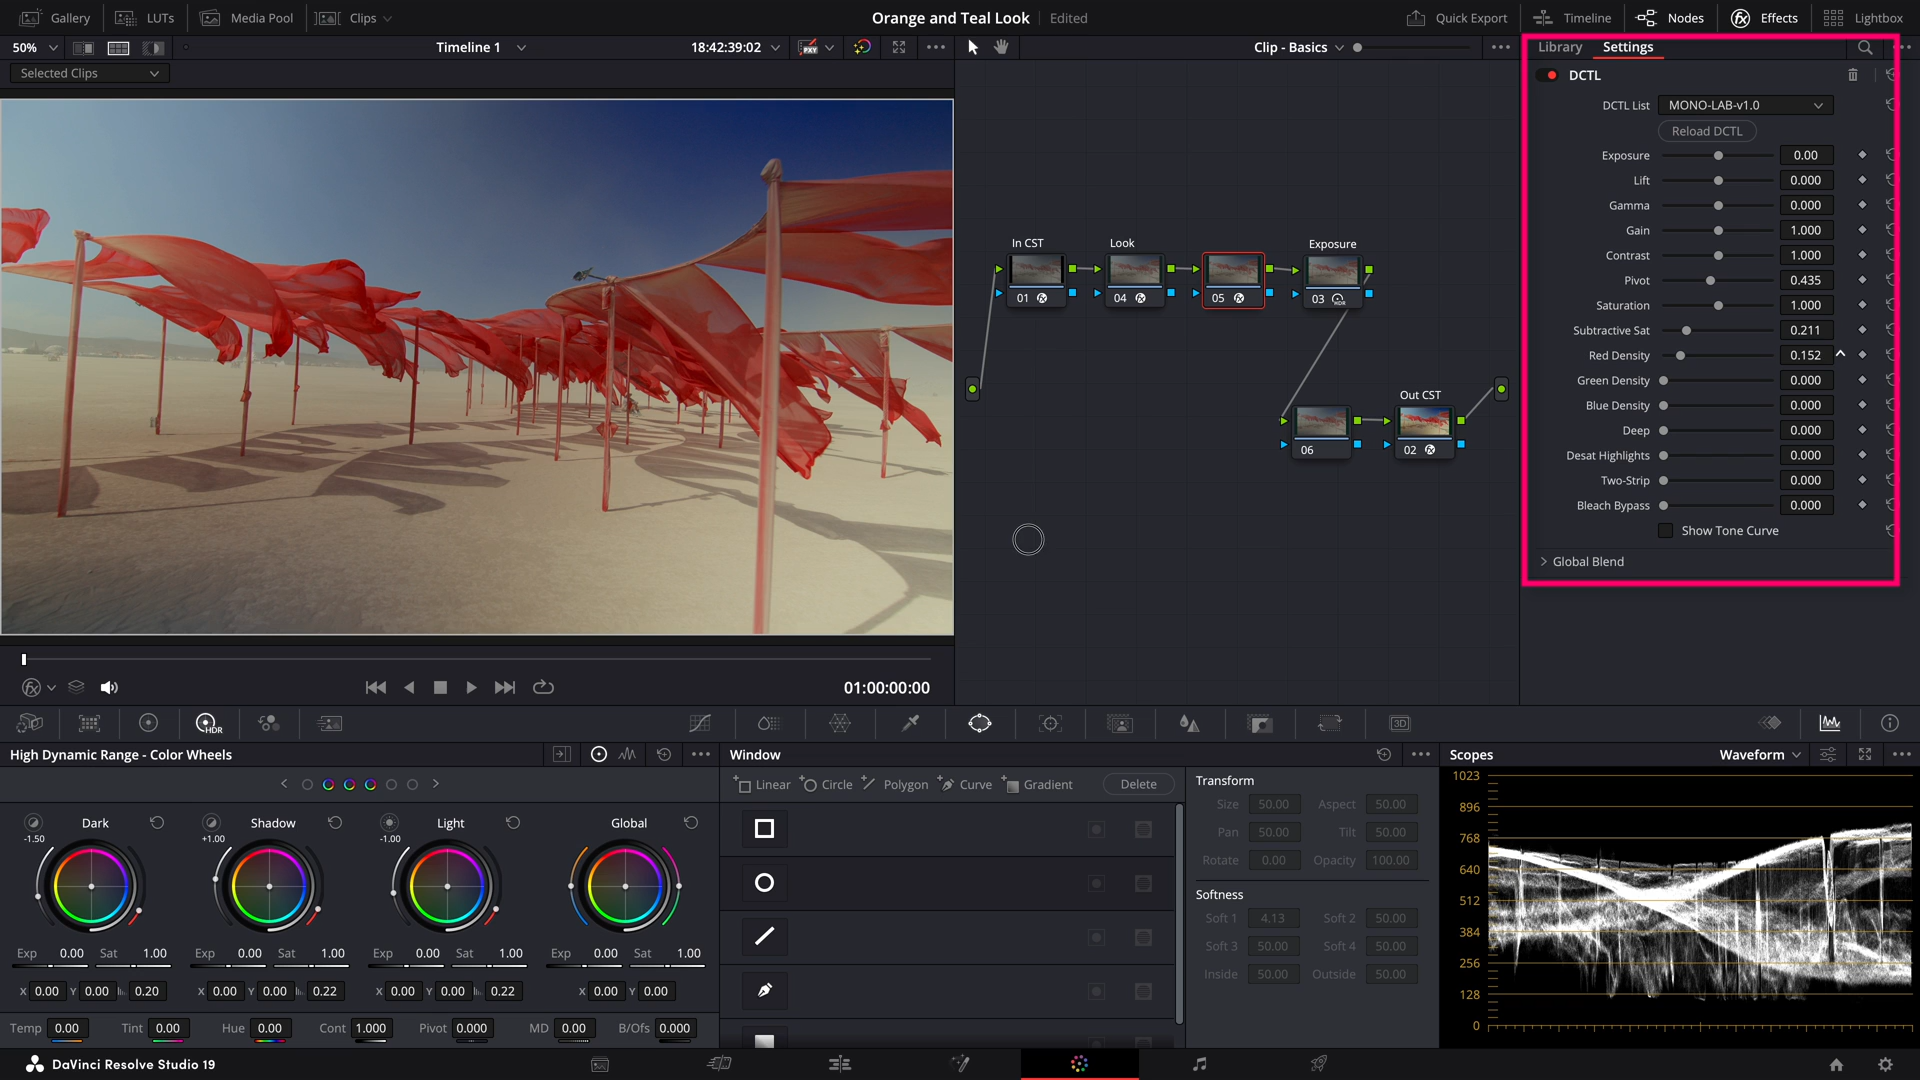 Gallery LUTs Media Pool Clips Orange and Teal Look Edited Quick Export Timeline Nodes Effects Lightbox
50% Timeline 1 18:42:39:02 Clip - Basics Library Settings
Selected Clips
DCTL
DCTL List MONO-LAB-v1.0
Reload DCTL
Exposure 0.00
Lift 0.000
Gamma 0.000
Gain 1.000
Contrast 1.000
Pivot 0.435
Saturation 1.000
Subtractive Sat 0.211
Red Density 0.152
Green Density 0.000
Blue Density 0.000
Deep 0.000
Desat Highlights 0.000
Two-Strip 0.000
Bleach Bypass 0.000
Show Tone Curve
Global Blend
In CST Look Exposure
01 04 05 03 HDR
Out CST
06 02
01:00:00:00
HDR 3D
High Dynamic Range - Color Wheels
Dark Shadow Light Global
-1.50 +1.00 -1.00
Exp 0.00 Sat 1.00 Exp 0.00 Sat 1.00 Exp 0.00 Sat 1.00 Exp 0.00 Sat 1.00
X 0.00 Y 0.00 0.20 X 0.00 Y 0.00 0.22 X 0.00 Y 0.00 0.22 X 0.00 Y 0.00
Temp 0.00 Tint 0.00 Hue 0.00 Cont 1.000 Pivot 0.000 MD 0.00 B/Ofs 0.000
Window
Linear Circle Polygon Curve Gradient Delete
Transform
Size 50.00 Aspect 50.00
Pan 50.00 Tilt 50.00
Rotate 0.00 Opacity 100.00
Softness
Soft 1 4.13 Soft 2 50.00
Soft 3 50.00 Soft 4 50.00
Inside 50.00 Outside 50.00
Scopes Waveform
1023
896
768
640
512
384
256
128
0
DaVinci Resolve Studio 19